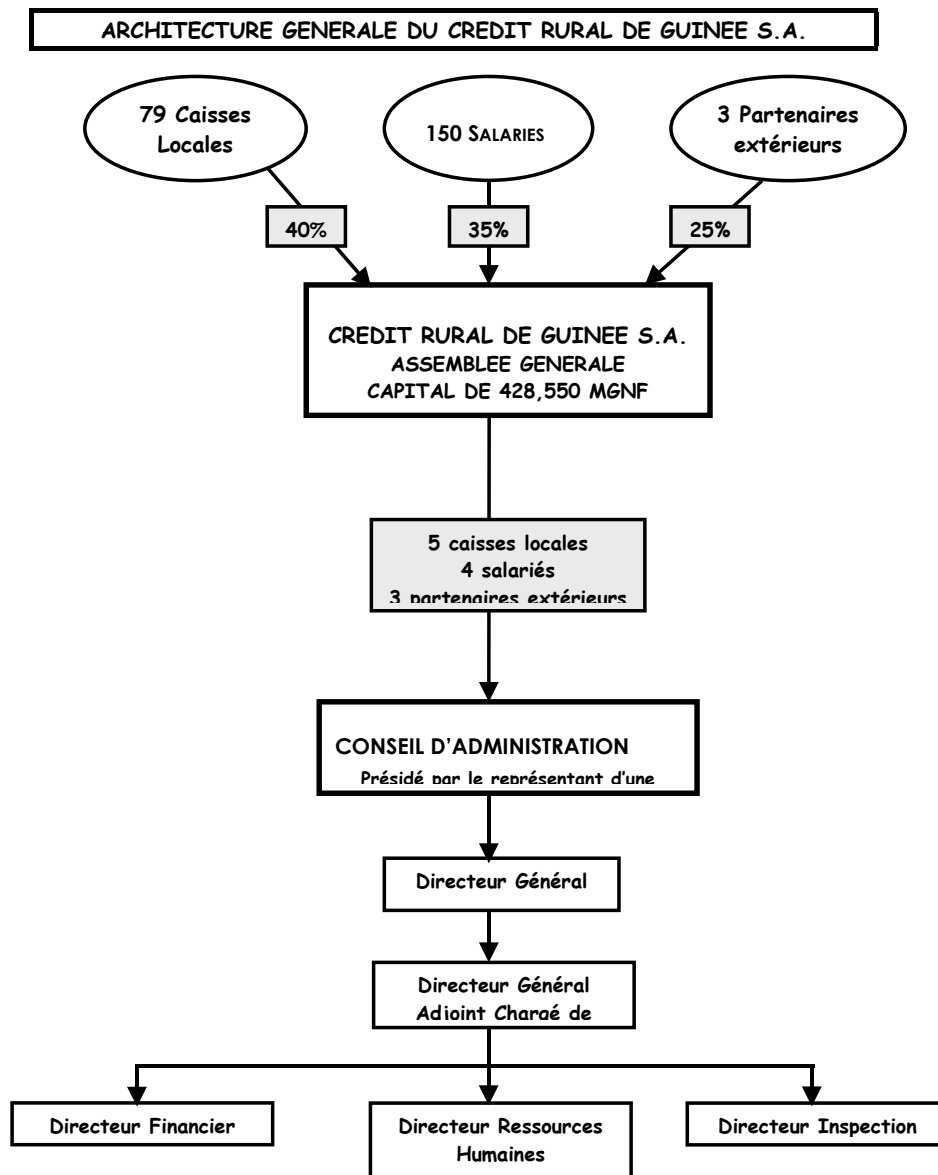 ARCHITECTURE GENERALE DU CREDIT RURAL DE GUINEE S.A.
79 Caisses
Locales
150 SALARIES
3 Partenaires
extérieurs
40%
35%
25%
CREDIT RURAL DE GUINEE S.A.
ASSEMBLEE GENERALE
CAPITAL DE 428,550 MGNF
5 caisses locales
4 salariés
3 partenaires extérieurs
CONSEIL D'ADMINISTRATION
Présidé par le représentant d'une
Directeur Général
Directeur Général
Adjoint Chargé de
Directeur Financier
Directeur Ressources
Humaines
Directeur Inspection